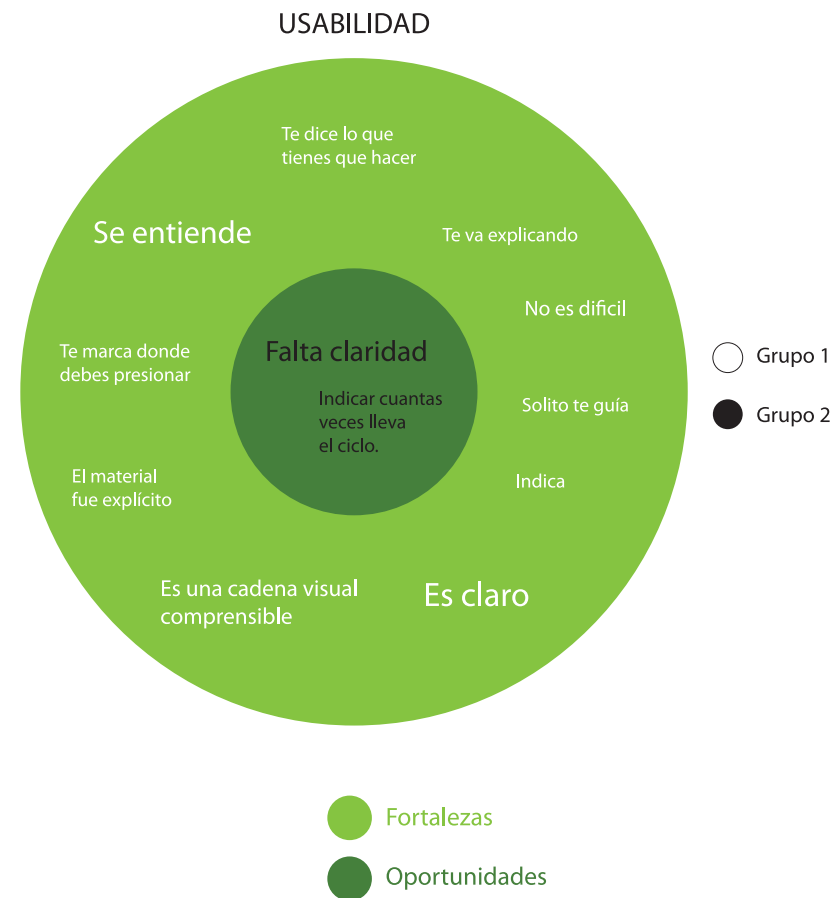 USABILIDAD
Te dice lo que
tienes que hacer
Se entiende
Te va explicando
No es dificil
Te marca donde
debes presionar
Falta claridad
Indicar cuantas
veces lleva
el ciclo.
Solito te guía
Indica
El material
fue explícito
Es una cadena visual
comprensible
Es claro
Grupo 1
Grupo 2
Fortalezas
Oportunidades